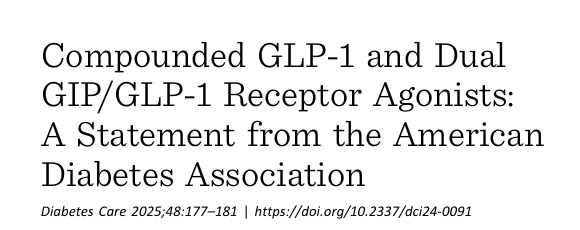 Compounded GLP-1 and Dual
GIP/GLP-1 Receptor Agonists:
A Statement from the American
Diabetes Association
Diabetes Care 2025;48:177–181 | https://doi.org/10.2337/dci24-0091